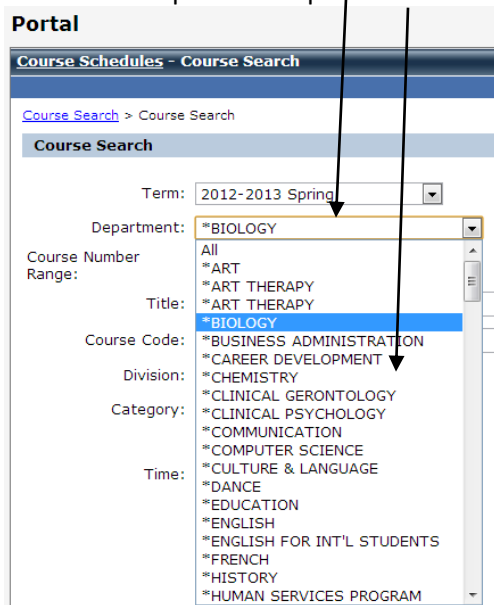 Portal
Course Schedules - Course Search
Course Search > Course Search
Course Search
Term: 2012-2013 Spring
Department: *BIOLOGY
Course Number Range:
Title:
Course Code:
Division:
Category:
Time:
All
*ART
*ART THERAPY
*ART THERAPY
*BIOLOGY
*BUSINESS ADMINISTRATION
*CAREER DEVELOPMENT
*CHEMISTRY
*CLINICAL GERONTOLOGY
*CLINICAL PSYCHOLOGY
*COMMUNICATION
*COMPUTER SCIENCE
*CULTURE & LANGUAGE
*DANCE
*EDUCATION
*ENGLISH
*ENGLISH FOR INT'L STUDENTS
*FRENCH
*HISTORY
*HUMAN SERVICES PROGRAM